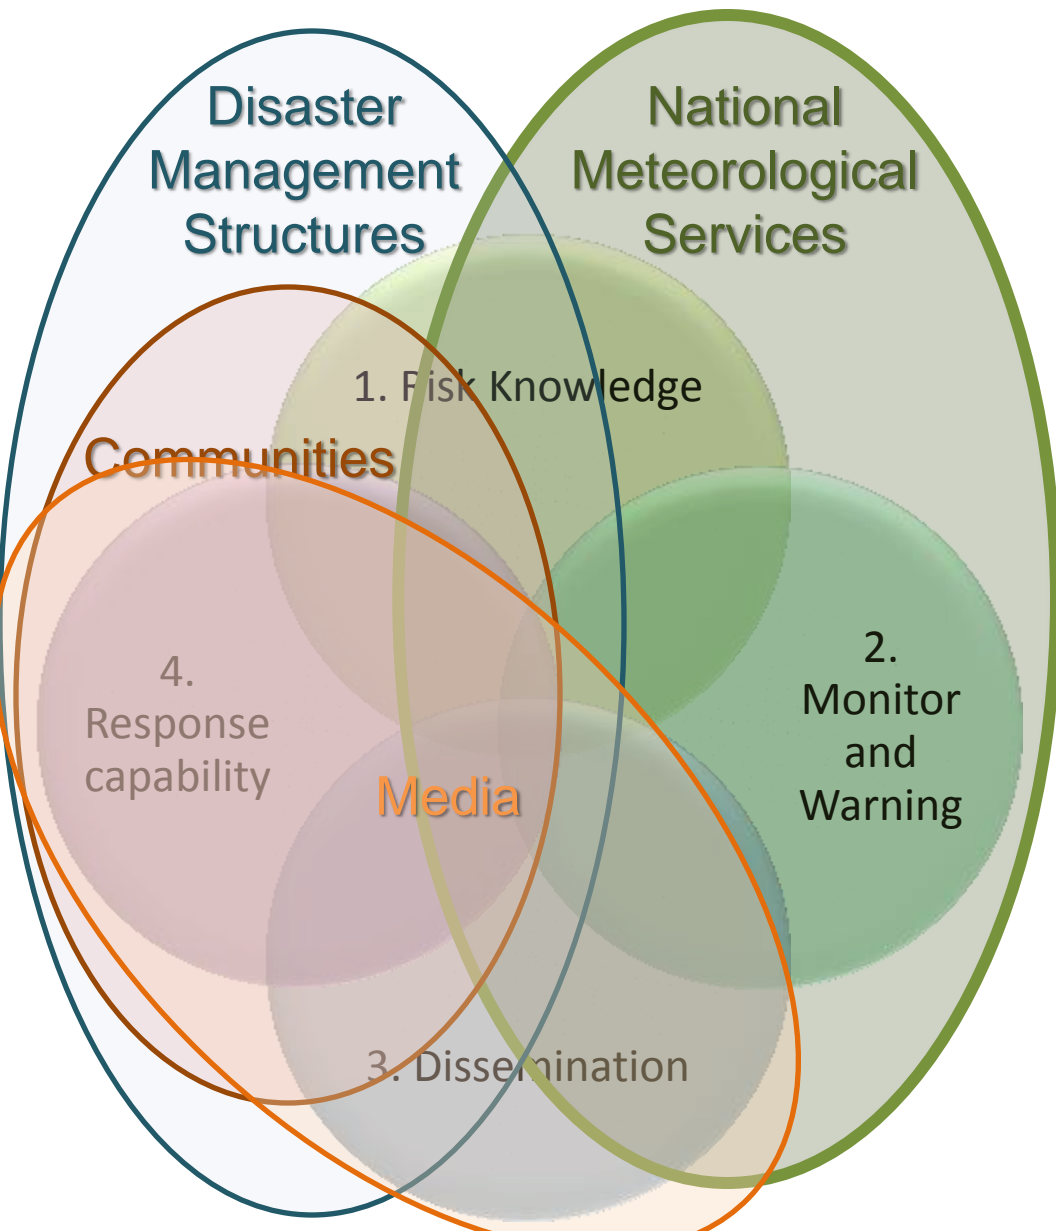 Disaster
Management
Structures
National
Meteorological
Services
1. Risk Knowledge
Communities
2.
Monitor
and
Warning
4.
Response
capability
Media
3. Dissemination